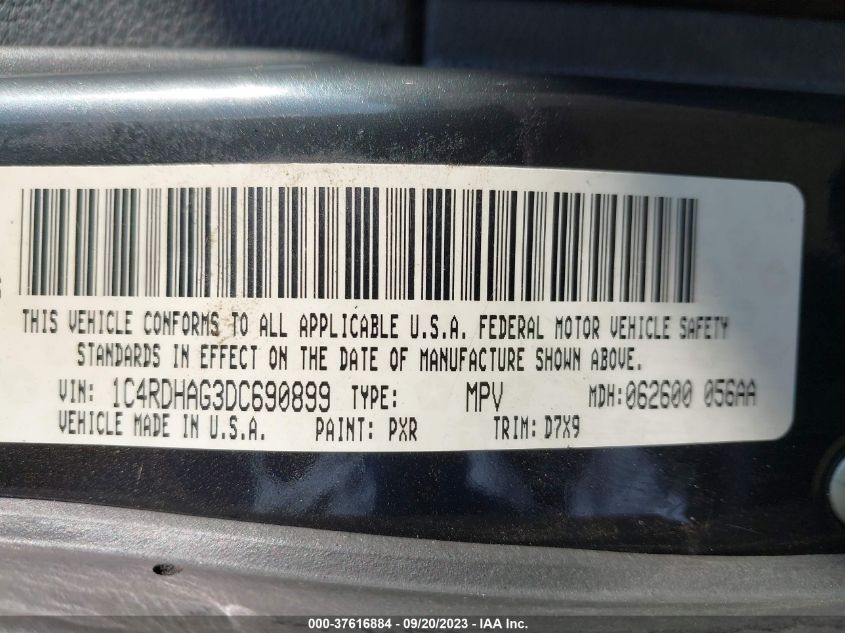 THIS VEHICLE CONFORMS TO ALL APPLICABLE U.S.A. FEDERAL MOTOR VEHICLE SAFETY
STANDARDS IN EFFECT ON THE DATE OF MANUFACTURE SHOWN ABOVE.
VIN: 1C4RDHAG3DC690899 TYPE: MPV MDH:062600 056AA
VEHICLE MADE IN U.S.A. PAINT: PXR TRIM: D7X9
000-37616884 - 09/20/2023 - IAA Inc.